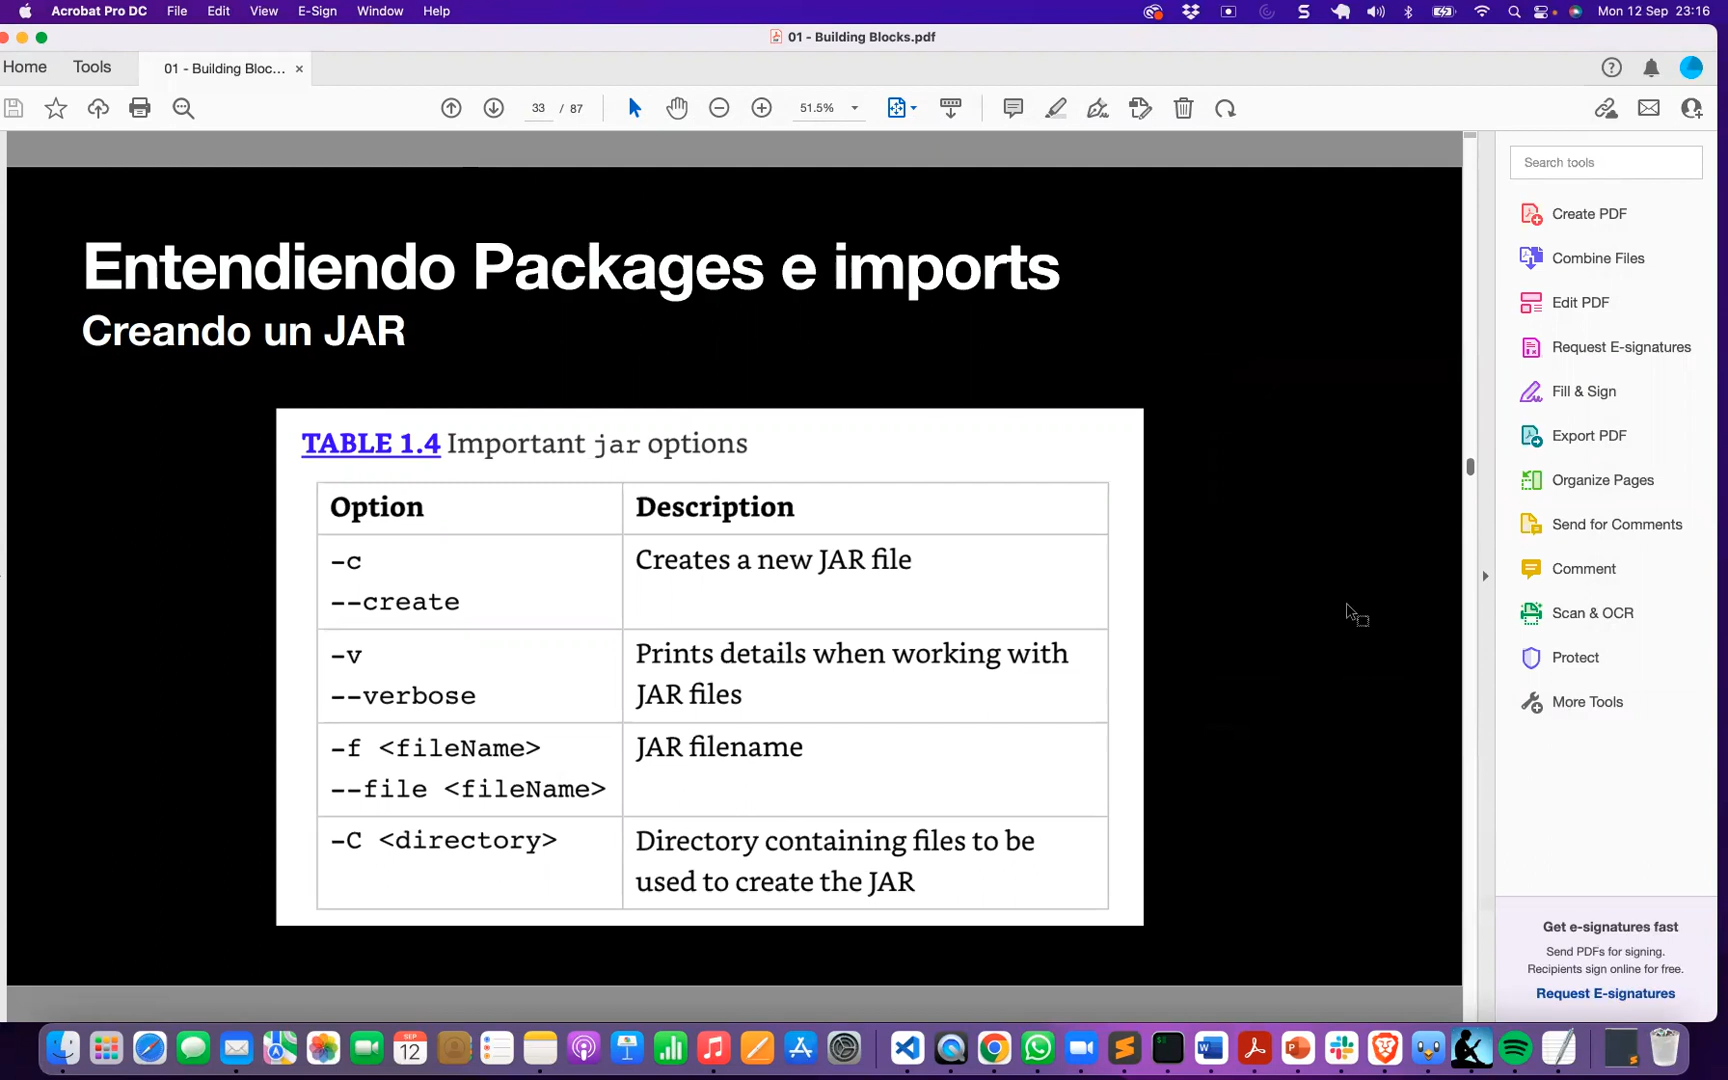 Acrobat Pro DC File Edit View E-Sign Window Help Mon 12 Sep 23:16
01 - Building Blocks.pdf
Home Tools 01 - Building Bloc... ×
33 / 87 51.5%
Entendiendo Packages e imports
Creando un JAR
TABLE 1.4 Important jar options
Option Description
-c Creates a new JAR file
--create
-v Prints details when working with
--verbose JAR files
-f <fileName> JAR filename
--file <fileName>
-C <directory> Directory containing files to be
used to create the JAR
Search tools
Create PDF
Combine Files
Edit PDF
Request E-signatures
Fill & Sign
Export PDF
Organize Pages
Send for Comments
Comment
Scan & OCR
Protect
More Tools
Get e-signatures fast
Send PDFs for signing.
Recipients sign online for free.
Request E-signatures
SEP
12